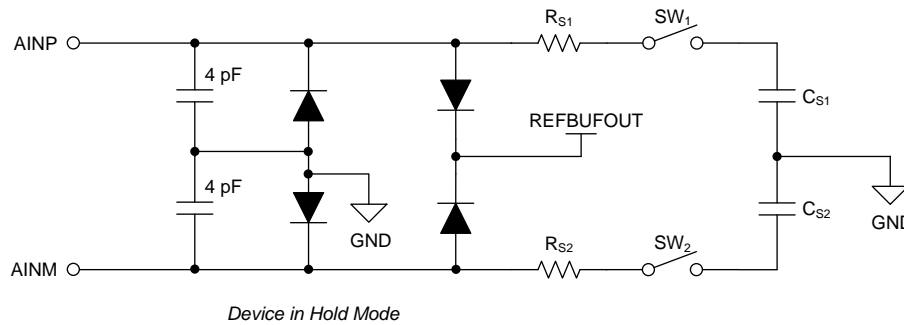 R_S1
SW_1
AINP
4 pF
C_S1
REFBUFOUT
4 pF
C_S2
GND
GND
R_S2
SW_2
AINM
Device in Hold Mode